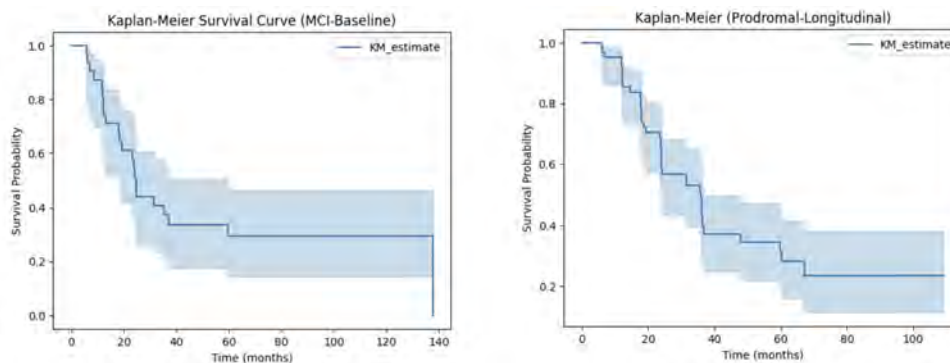 Kaplan-Meier Survival Curve (MCI-Baseline)
KM_estimate
1.0
0.8
0.6
0.4
0.2
0.0
Survival Probability
0 20 40 60 80 100 120 140
Time (months)
Kaplan-Meier (Prodromal-Longitudinal)
KM_estimate
1.0
0.8
0.6
0.4
0.2
Survival Probability
0 20 40 60 80 100
Time (months)